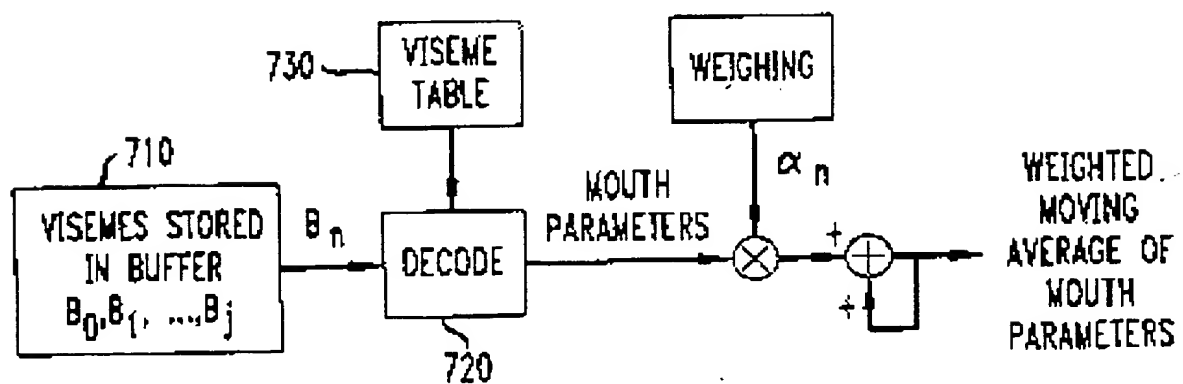 730
VISEME
TABLE
WEIGHING
710
VISEMES STORED
IN BUFFER
B0,B1, ...,Bj
Bn
DECODE
720
MOUTH
PARAMETERS
αn
+
+
WEIGHTED.
MOVING
AVERAGE OF
MOUTH
PARAMETERS